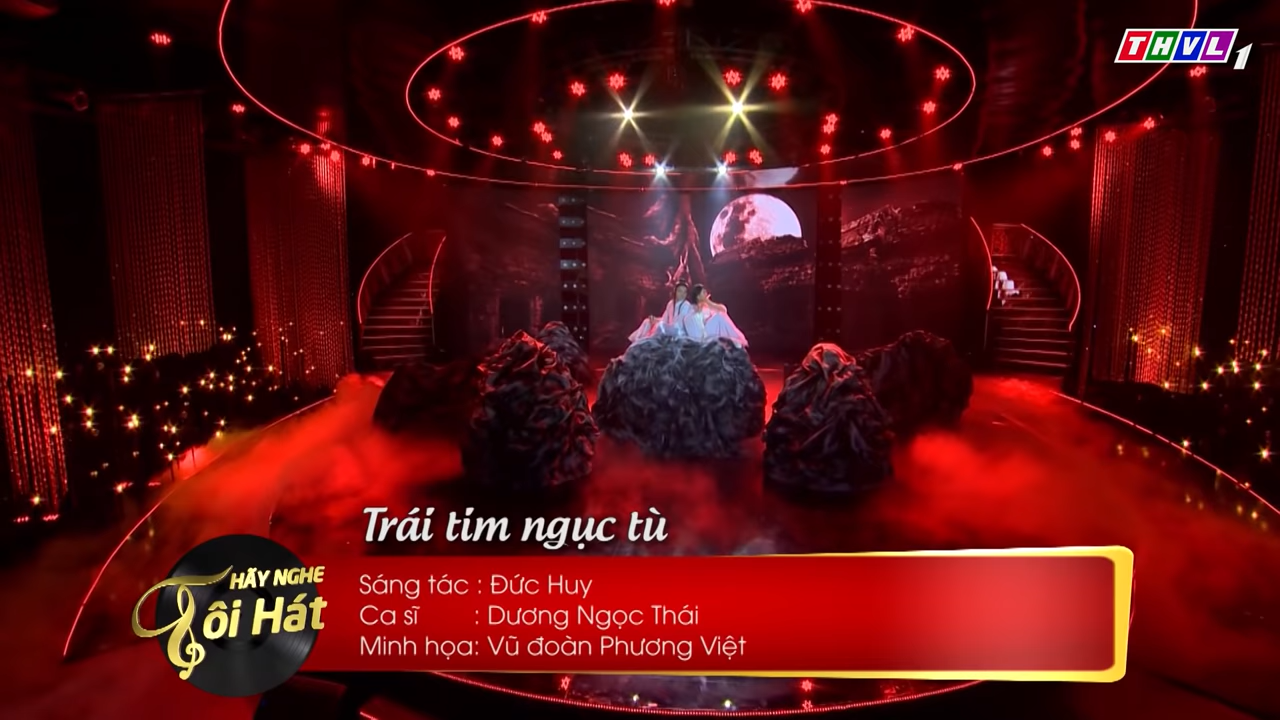 THVL1
Trái tim ngục tù
HÃY NGHE
Tôi Hát
Sáng tác : Đức Huy
Ca sĩ : Dương Ngọc Thái
Minh họa: Vũ đoàn Phương Việt